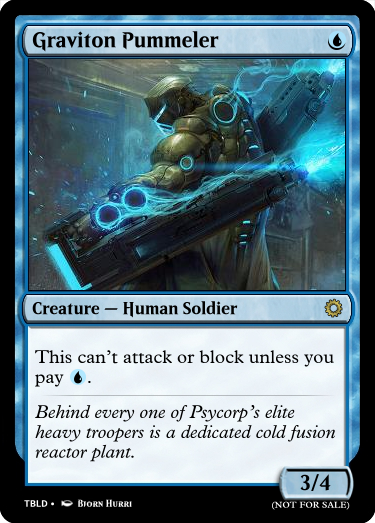 Graviton Pummeler
Creature — Human Soldier
This can't attack or block unless you
pay .
Behind every one of Psycorp's elite
heavy troopers is a dedicated cold fusion
reactor plant.
3/4
TBLD • Bjorn Hurri
(NOT FOR SALE)